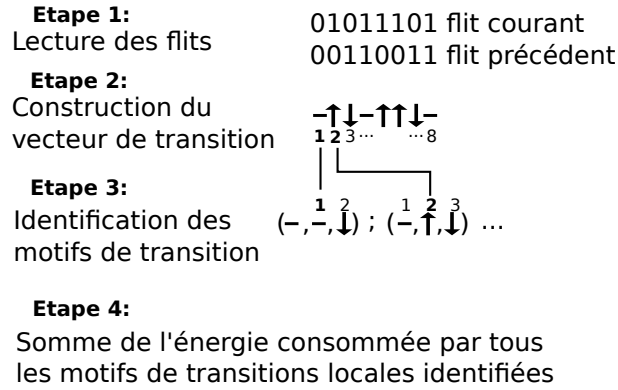 Etape 1:
Lecture des flits
01011101 flit courant
00110011 flit précédent
Etape 2:
Construction du
vecteur de transition
–↑↓–↑↑↓–
1 2 3 ··· ··· 8
Etape 3:
Identification des
motifs de transition
1 2 1 2 3
(–,–,↓) ; (–,↑,↓) ...
Etape 4:
Somme de l'énergie consommée par tous
les motifs de transitions locales identifiées